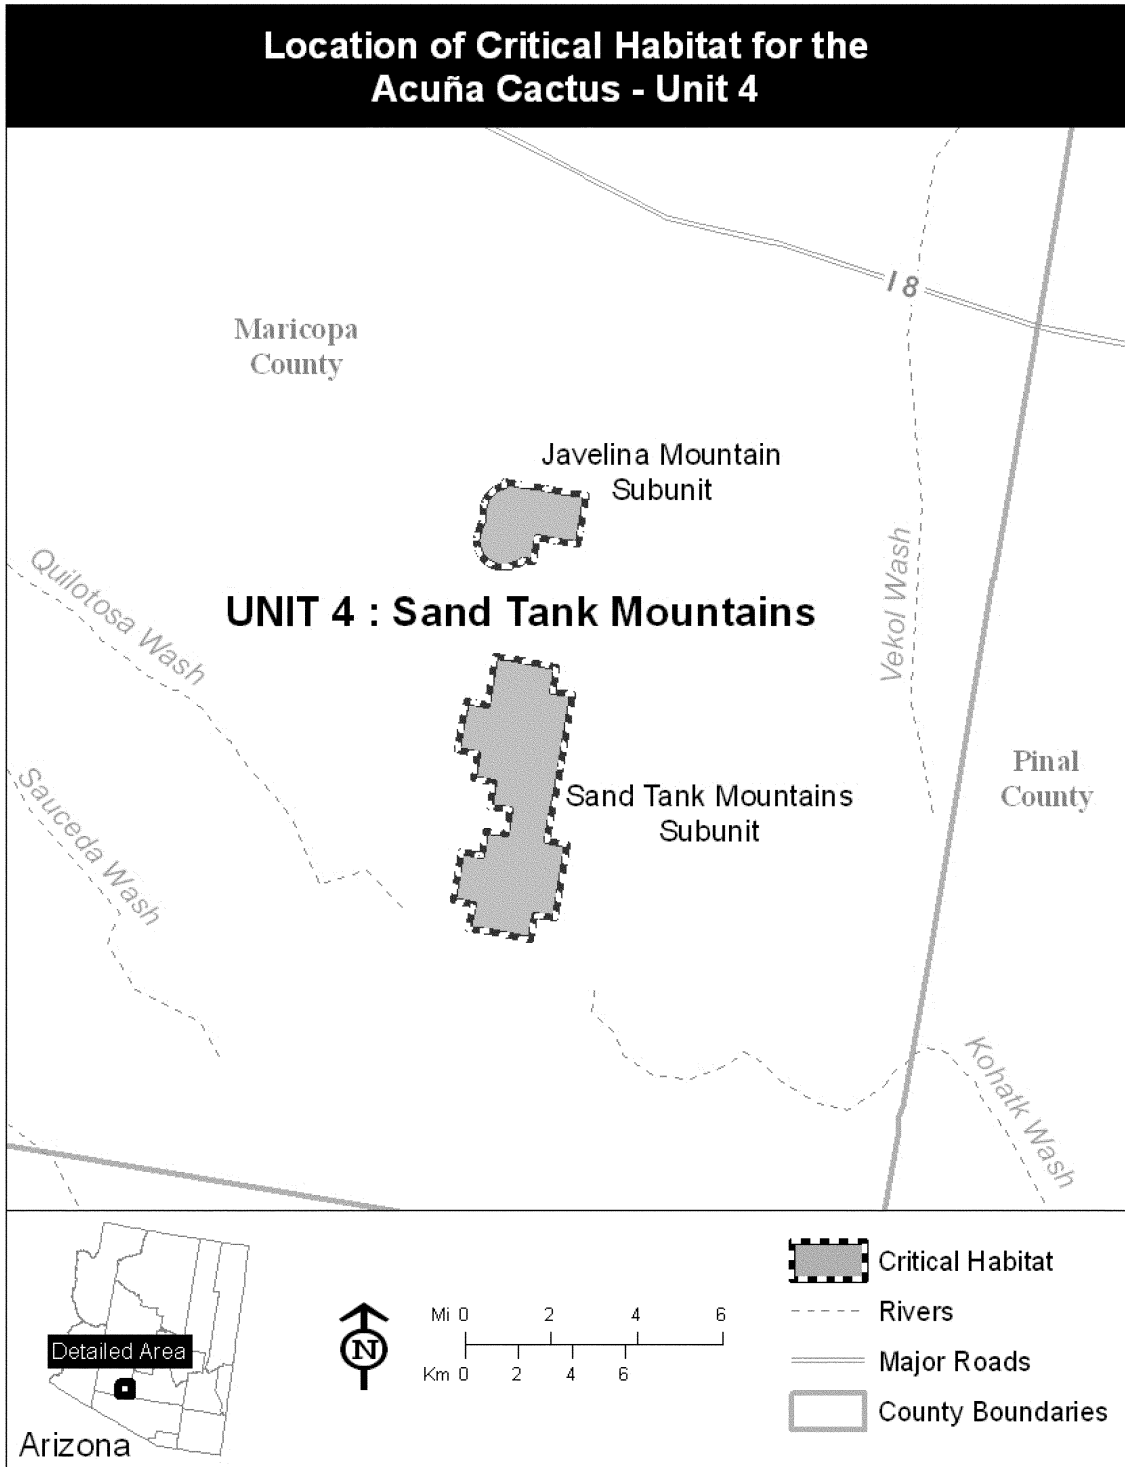 Location of Critical Habitat for the
Acuña Cactus - Unit 4
I 8
Maricopa
County
Javelina Mountain
Subunit
Quilotosa Wash
Vekol Wash
UNIT 4 : Sand Tank Mountains
Pinal
County
Sauceda Wash
Sand Tank Mountains
Subunit
Kohatk Wash
Detailed Area
Arizona
N
Mi 0 2 4 6
Km 0 2 4 6
Critical Habitat
Rivers
Major Roads
County Boundaries